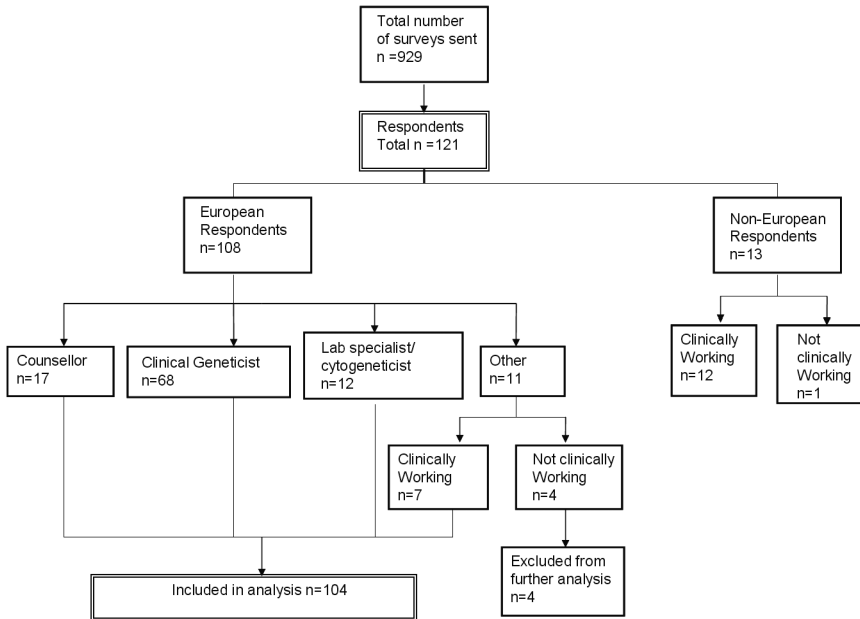 Total number
of surveys sent
n =929
Respondents
Total n =121
European
Respondents
n=108
Non-European
Respondents
n=13
Counsellor
n=17
Clinical Geneticist
n=68
Lab specialist/
cytogeneticist
n=12
Other
n=11
Clinically
Working
n=12
Not
clinically
Working
n=1
Clinically
Working
n=7
Not clinically
Working
n=4
Included in analysis n=104
Excluded from
further analysis
n=4